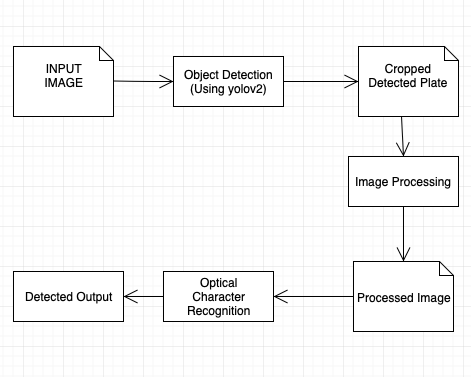 INPUT
IMAGE
Object Detection
(Using yolov2)
Cropped
Detected Plate
Image Processing
Processed Image
Optical
Character
Recognition
Detected Output